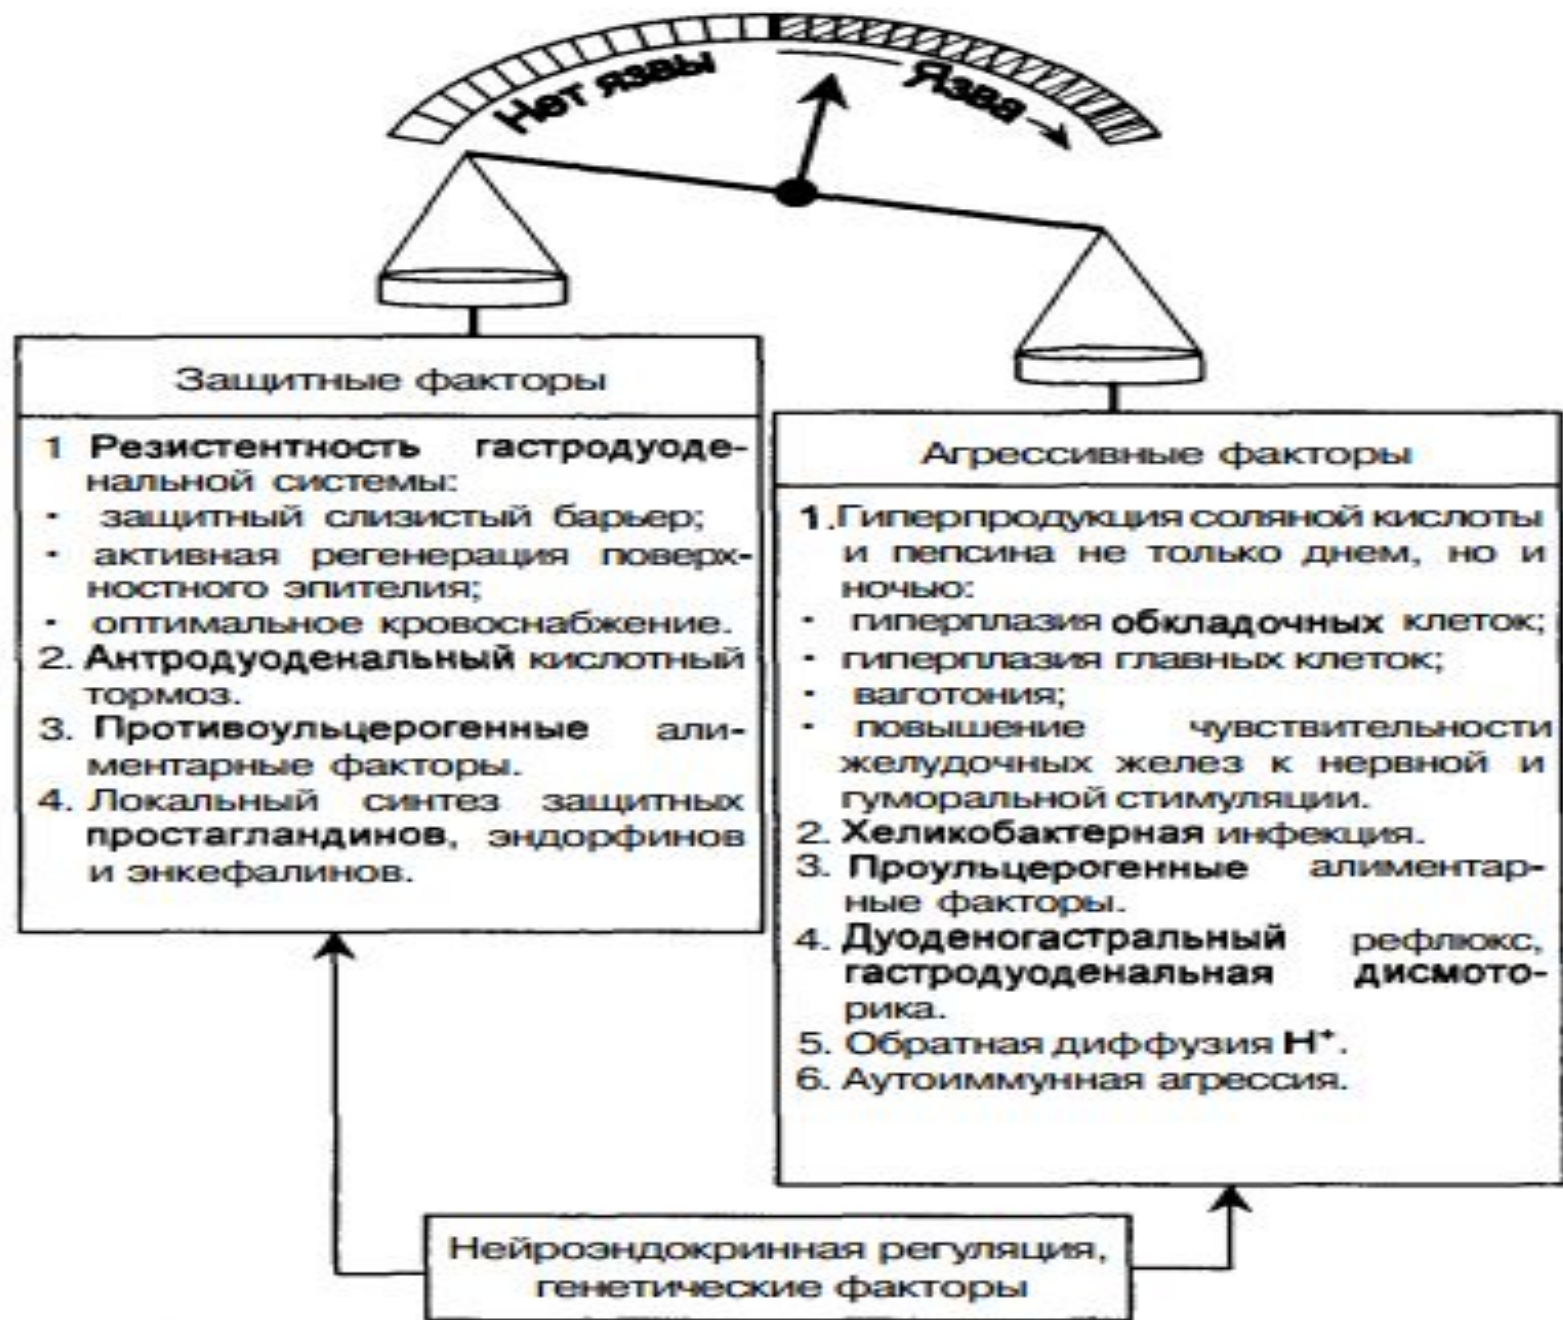 Нет язвы
Язва
Защитные факторы
1 Резистентность гастродуоде-
нальной системы:
· защитный слизистый барьер;
· активная регенерация поверх-
ностного эпителия;
· оптимальное кровоснабжение.
2. Антродуоденальный кислотный
тормоз.
3. Противоульцерогенные али-
ментарные факторы.
4. Локальный синтез защитных
простагландинов, эндорфинов
и энкефалинов.
Агрессивные факторы
1.Гиперпродукция соляной кислоты
и пепсина не только днем, но и
ночью:
· гиперплазия обкладочных клеток;
· гиперплазия главных клеток;
· ваготония;
· повышение чувствительности
желудочных желез к нервной и
гуморальной стимуляции.
2. Хеликобактерная инфекция.
3. Проульцерогенные алиментар-
ные факторы.
4. Дуоденогастральный рефлюкс,
гастродуоденальная дисмото-
рика.
5. Обратная диффузия H⁺.
6. Аутоиммунная агрессия.
Нейроэндокринная регуляция,
генетические факторы